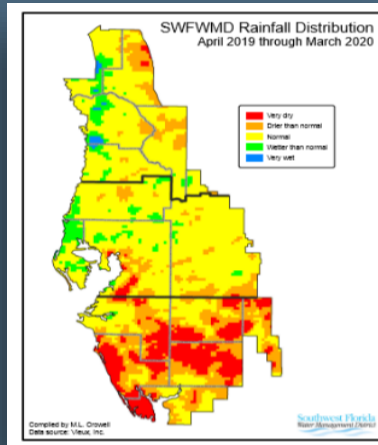 SWFWMD Rainfall Distribution
April 2019 through March 2020
Very dry
Drier than normal
Normal
Wetter than normal
Very wet
Compiled by M.L. Crowell
Data source: Vieux, Inc.
Southwest Florida
Water Management District